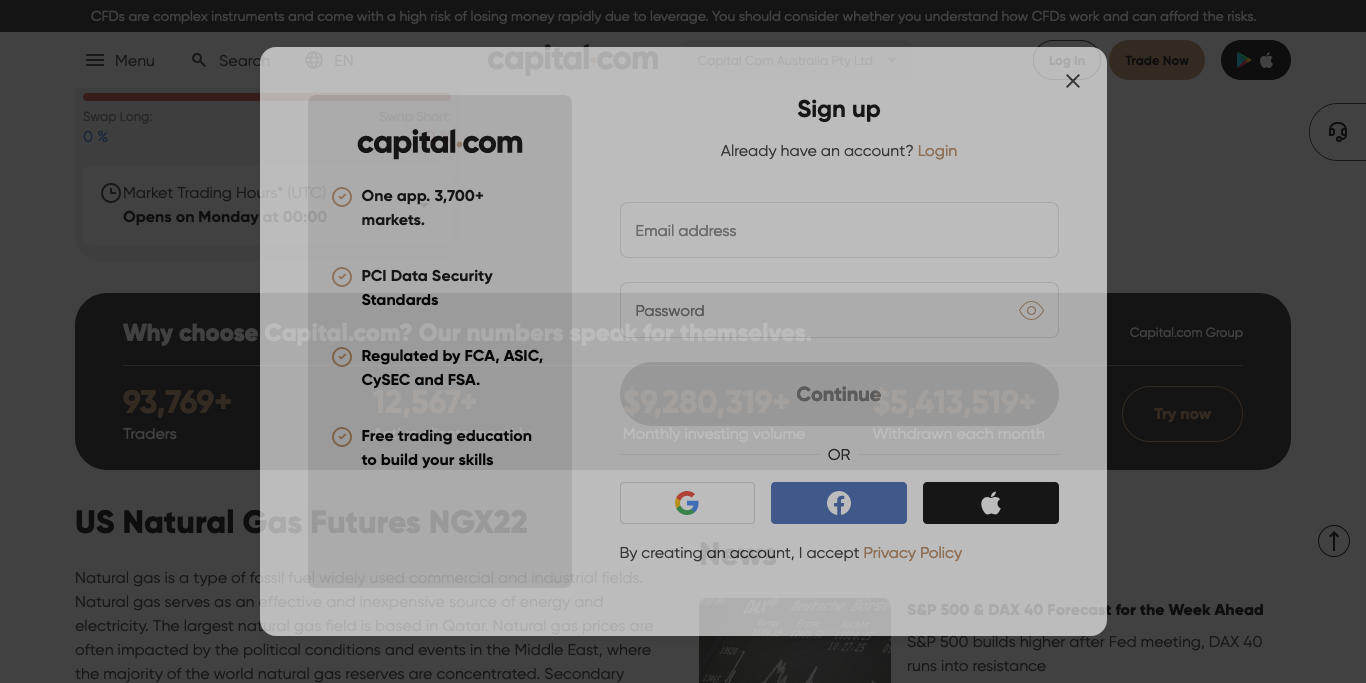 CFDs are complex instruments and come with a high risk of losing money rapidly due to leverage. You should consider whether you understand how CFDs work and can afford the risks.
Menu
Search
EN
capital.com
Capital Com Australia Pty Ltd
Log In
Trade Now
Swap Long:
Swap Short:
0 %
Market Trading Hours* (UTC)
Opens on Monday at 00:00
capital.com
One app. 3,700+
markets.
PCI Data Security
Standards
Regulated by FCA, ASIC,
CySEC and FSA.
Free trading education
to build your skills
Sign up
Already have an account? Login
Email address
Password
Continue
OR
By creating an account, I accept Privacy Policy
Why choose Capital.com? Our numbers speak for themselves.
Capital.com Group
93,769+
Traders
12,567+
$9,280,319+
Monthly investing volume
$5,413,519+
Withdrawn each month
Try now
US Natural Gas Futures NGX22
Natural gas is a type of fossil fuel widely used commercial and industrial fields.
Natural gas serves as an effective and inexpensive source of energy and
electricity. The largest natural gas field is based in Qatar. Natural gas prices are
often impacted by the political conditions and events in the Middle East, where
the majority of the world natural gas reserves are concentrated. Secondary
News
S&P 500 & DAX 40 Forecast for the Week Ahead
S&P 500 builds higher after Fed meeting, DAX 40
runs into resistance